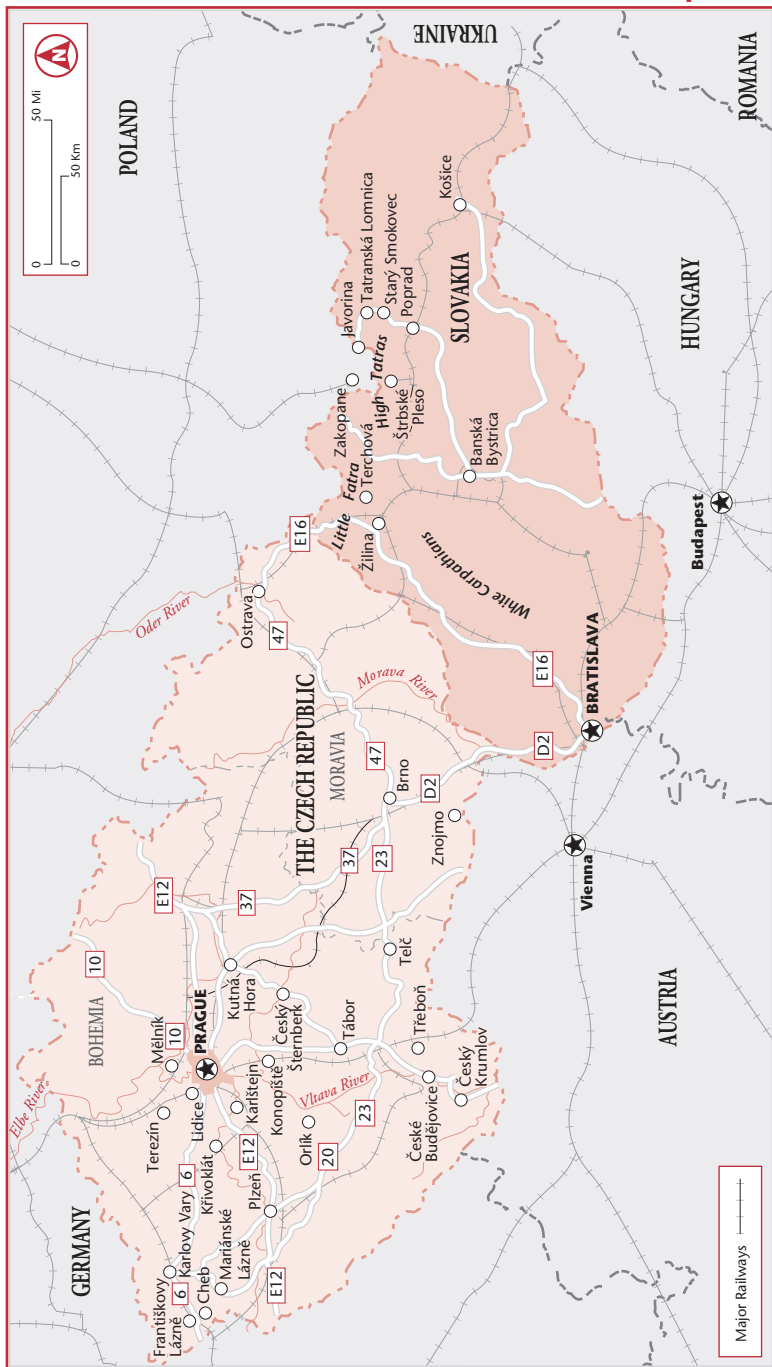 50 Mi
50 Km
0
0
N
UKRAINE
POLAND
ROMANIA
HUNGARY
GERMANY
AUSTRIA
SLOVAKIA
THE CZECH REPUBLIC
BOHEMIA
MORAVIA
Elbe River
Oder River
Morava River
Vltava River
Františkovy
Lázně
Cheb
Karlovy Vary
Mariánské
Lázně
Křivoklát
Plzeň
Terezín
Lidice
Mělník
PRAGUE
Karlštejn
Konopiště
Orlík
Český
Šternberk
Kutná
Hora
Tábor
Třeboň
České
Budějovice
Český
Krumlov
Telč
Znojmo
Brno
Ostrava
Little Fatra
Žilina
Terchová
Zakopane
Javorina
Tatranská Lomnica
Starý Smokovec
Poprad
High Tatras
Štrbské
Pleso
Banská
Bystrica
Košice
White Carpathians
BRATISLAVA
Vienna
Budapest
6
6
E12
E12
20
23
10
10
E12
37
37
23
47
47
D2
D2
E16
E16
Major Railways